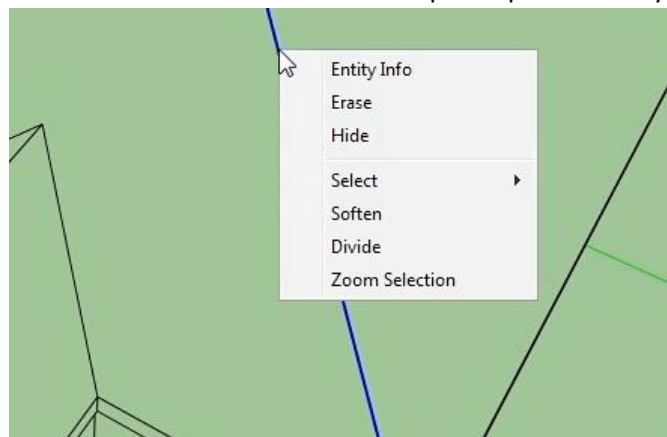 Entity Info
Erase
Hide
Select
Soften
Divide
Zoom Selection